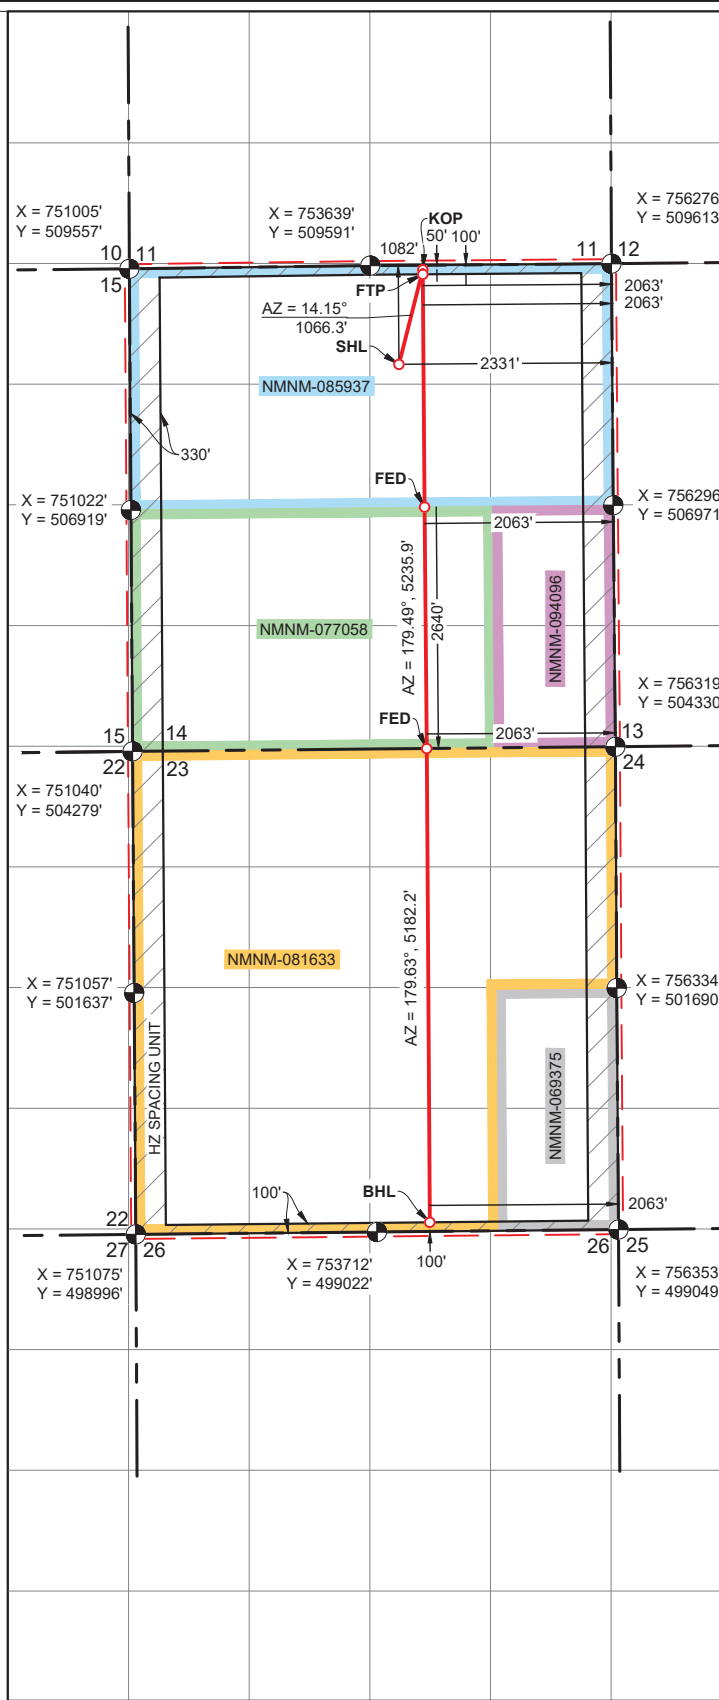 X = 751005'
Y = 509557'
X = 753639'
Y = 509591'
X = 756276
Y = 509613
KOP
1082'
50'
100'
10
11
11
12
15
FTP
2063'
2063'
AZ = 14.15°
1066.3'
SHL
2331'
NMNM-085937
330'
FED
X = 751022'
Y = 506919'
X = 756296
Y = 506971
2063'
AZ = 179.49°, 5235.9'
2640'
NMNM-077058
NMNM-094096
X = 756319
Y = 504330
FED
2063'
15
14
13
22
23
24
X = 751040'
Y = 504279'
AZ = 179.63°, 5182.2'
NMNM-081633
X = 751057'
Y = 501637'
X = 756334
Y = 501690
HZ SPACING UNIT
NMNM-069375
100'
BHL
2063'
22
27
26
26
25
100'
X = 751075'
Y = 498996'
X = 753712'
Y = 499022'
X = 756353
Y = 499049